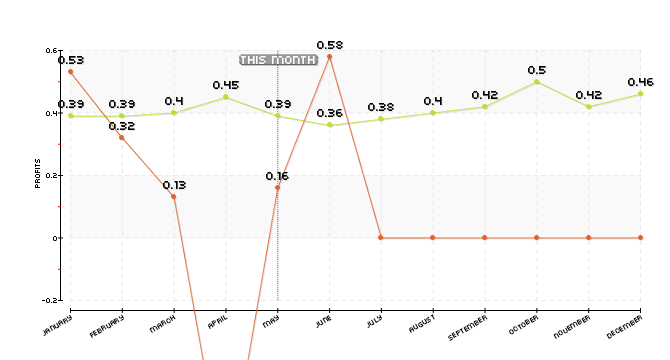 0.58
0.6
0.53
THIS MONTH
0.5
0.46
0.45
0.42
0.42
0.39
0.39
0.4
0.39
0.36
0.38
0.4
0.4
0.32
PROFITS
0.2
0.13
0.16
0
-0.2
JANUARY
FEBRUARY
MARCH
APRIL
MAY
JUNE
JULY
AUGUST
SEPTEMBER
OCTOBER
NOVEMBER
DECEMBER